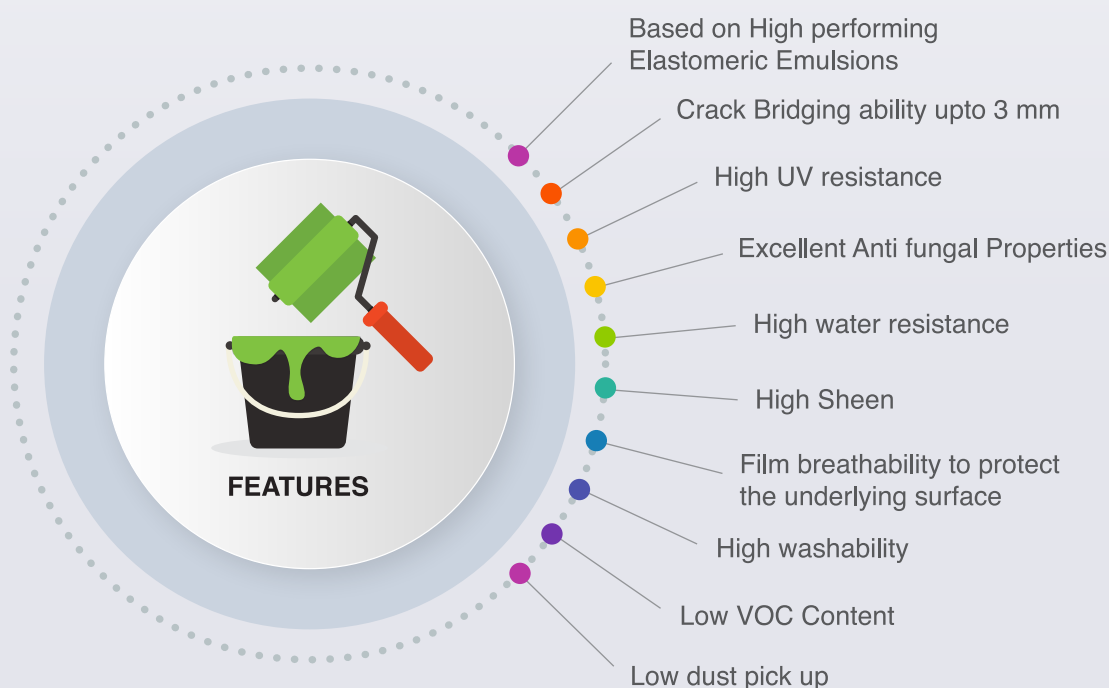 Based on High performing
Elastomeric Emulsions
Crack Bridging ability upto 3 mm
High UV resistance
Excellent Anti fungal Properties
High water resistance
High Sheen
Film breathability to protect
the underlying surface
High washability
Low VOC Content
Low dust pick up
FEATURES